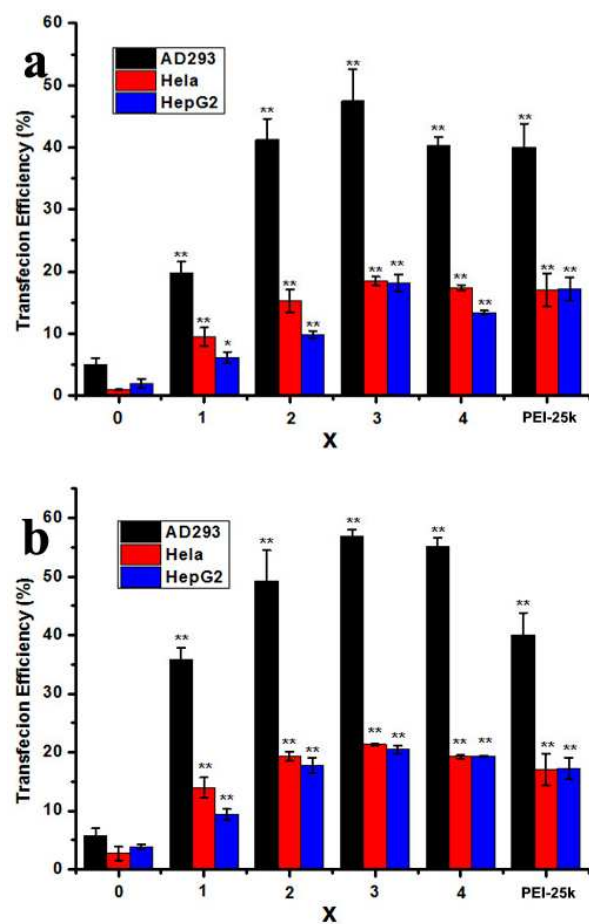 a
AD293
Hela
HepG2
Transfecion Efficiency (%)
60
50
40
30
20
10
0
**
** ** *
** ** **
** ** **
** ** **
** ** **
0 1 2 3 4 PEI-25k
X
b
AD293
Hela
HepG2
Transfecion Efficiency (%)
60
50
40
30
20
10
0
** ** **
** ** **
** ** **
** ** **
** ** **
0 1 2 3 4 PEI-25k
X